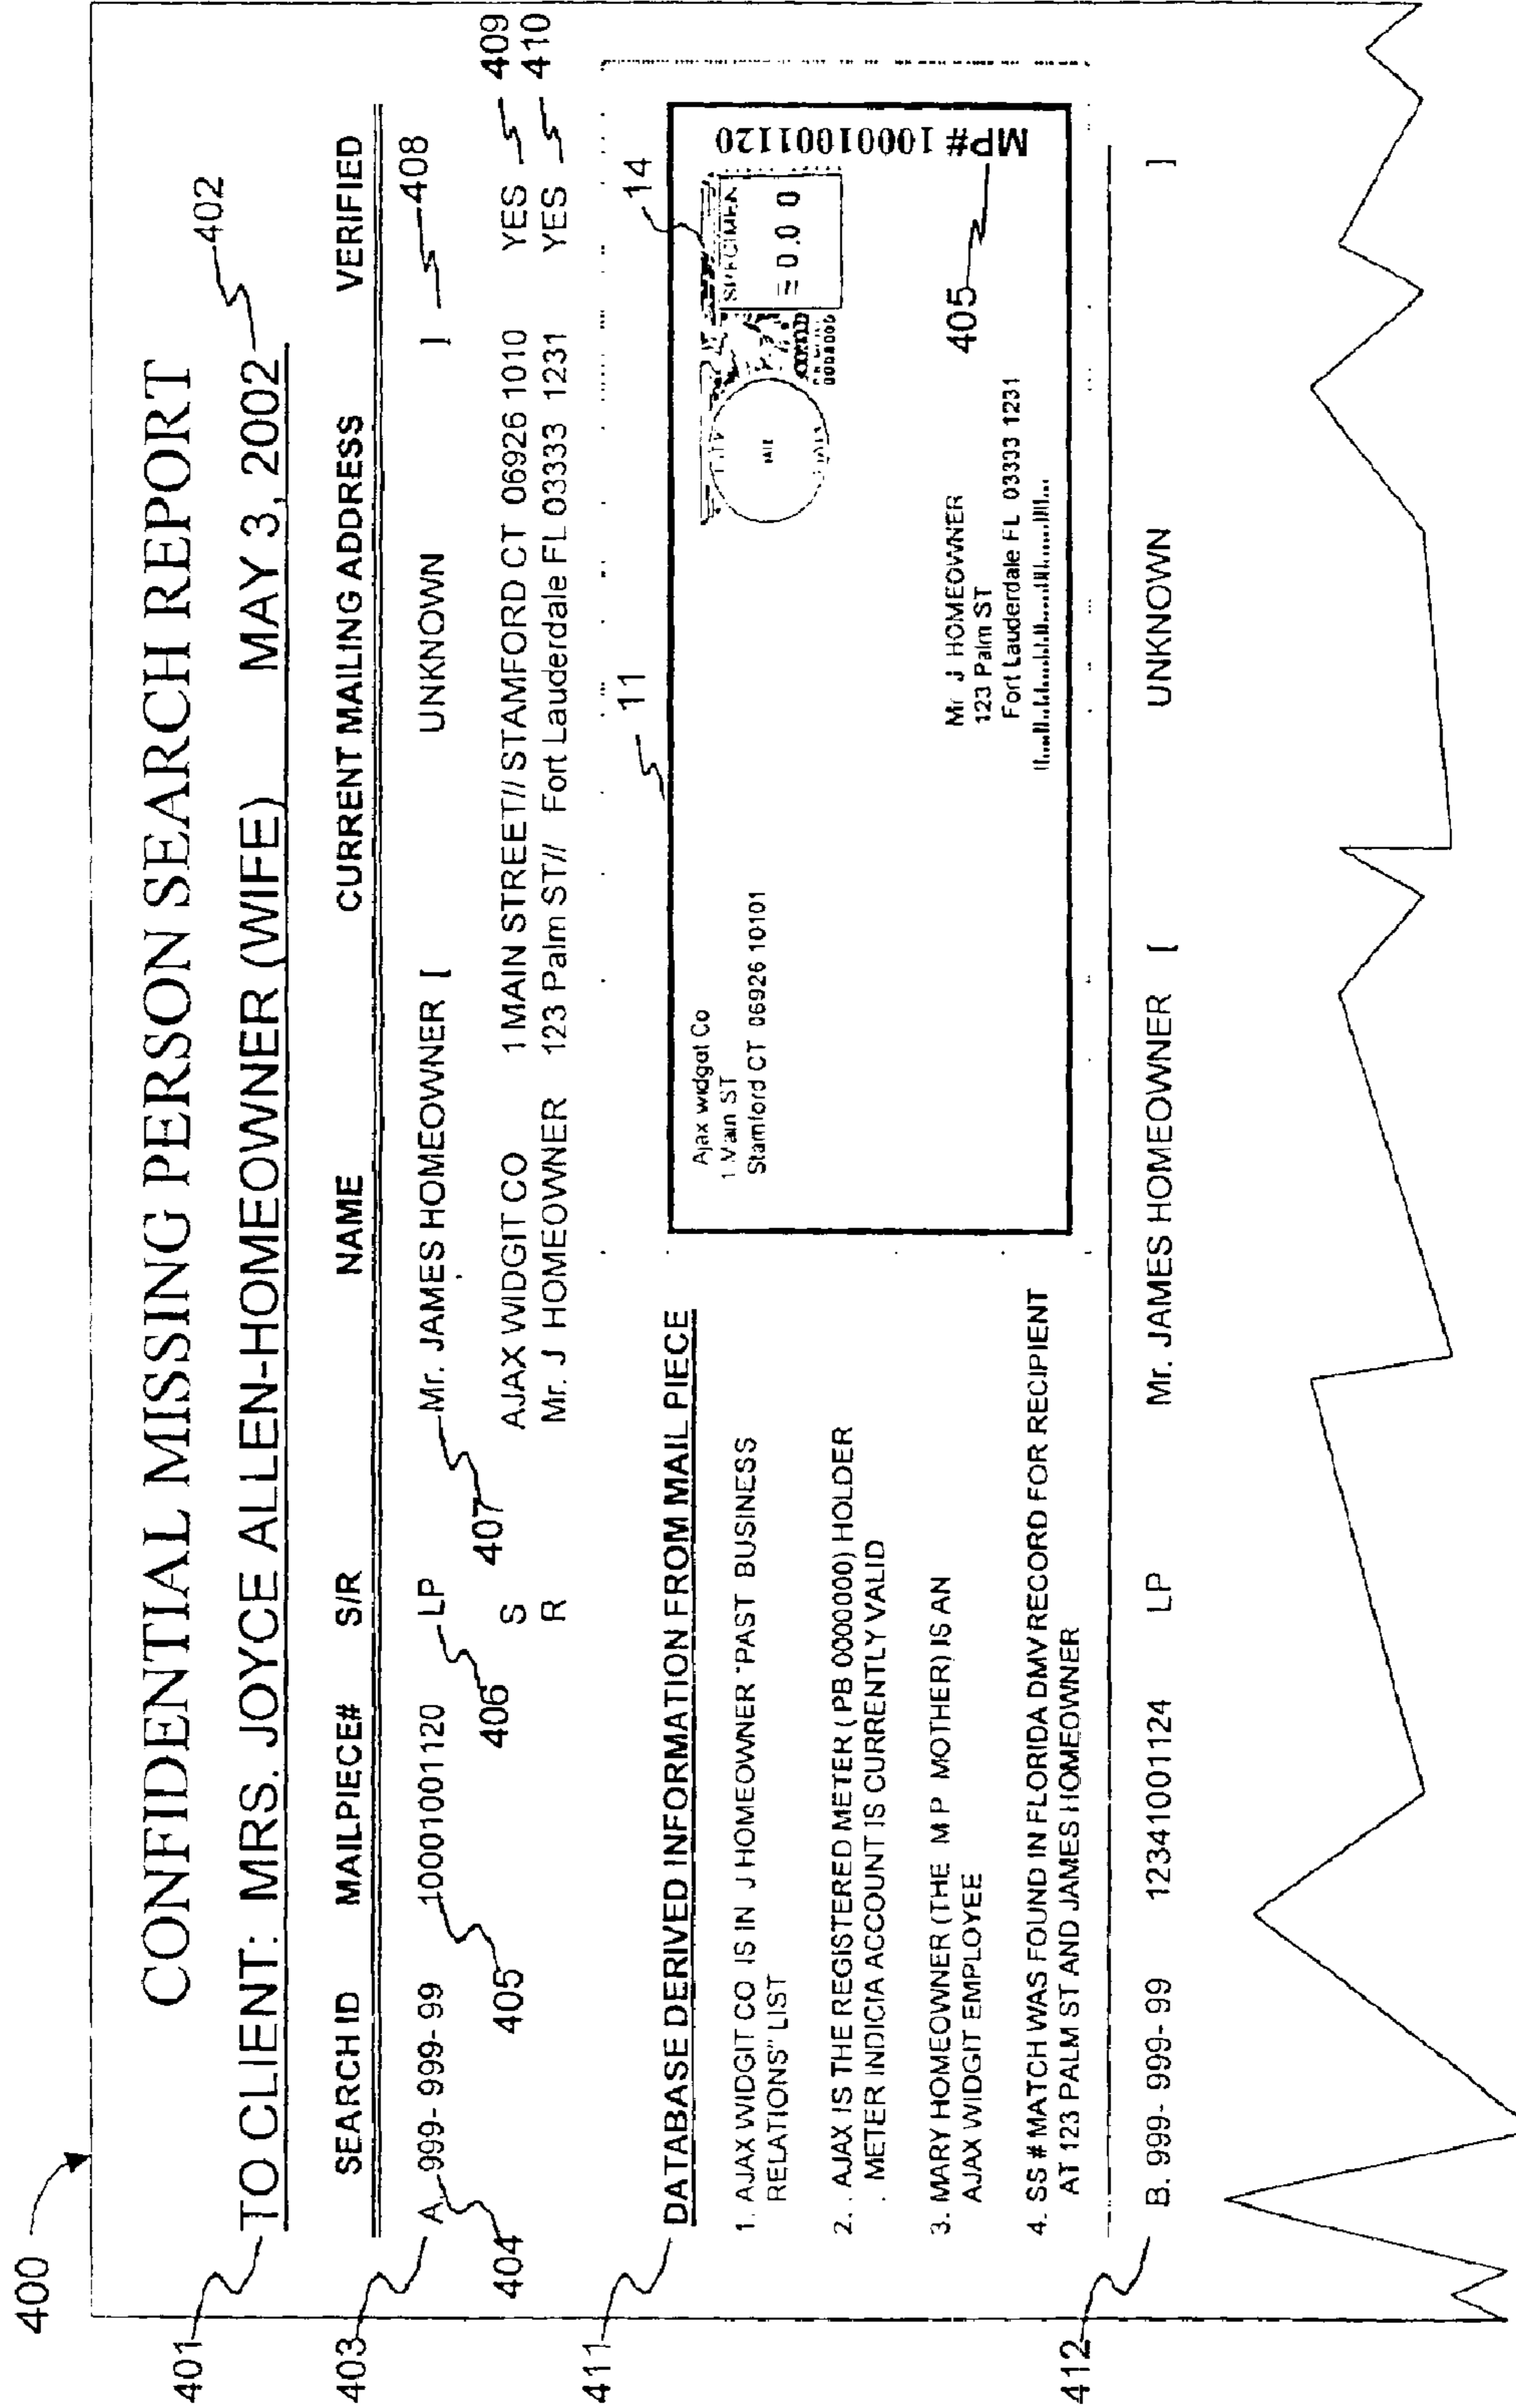 400
CONFIDENTIAL MISSING PERSON SEARCH REPORT
401 TO CLIENT: MRS. JOYCE ALLEN-HOMEOWNER (WIFE) MAY 3, 2002 402
SEARCH ID MAILPIECE# S/R NAME CURRENT MAILING ADDRESS VERIFIED
403 A. 999-999-99 10001001120 LP Mr. JAMES HOMEOWNER [ UNKNOWN ] 408
404 405 406 407
S AJAX WIDGIT CO 1 MAIN STREET// STAMFORD CT 06926 1010 YES 409
R Mr. J HOMEOWNER 123 Palm ST// Fort Lauderdale FL 03333 1231 YES 410
411 DATABASE DERIVED INFORMATION FROM MAIL PIECE
1. AJAX WIDGIT CO IS IN J HOMEOWNER "PAST BUSINESS
RELATIONS" LIST
2. . AJAX IS THE REGISTERED METER ( PB 0000000) HOLDER
. METER INDICIA ACCOUNT IS CURRENTLY VALID
3. MARY HOMEOWNER (THE M P MOTHER) IS AN
AJAX WIDGIT EMPLOYEE
4. SS # MATCH WAS FOUND IN FLORIDA DMV RECORD FOR RECIPIENT
AT 123 PALM ST AND JAMES HOMEOWNER
11
14
Ajax widget Co
1 Main ST
Stamford CT 06926 10101
SPECIMEN
0.0 0
MP# 10001001120
405
Mr J HOMEOWNER
123 Palm ST
Fort Lauderdale FL 03333 1231
412 B. 999-999-99 12341001124 LP Mr. JAMES HOMEOWNER [ UNKNOWN ]